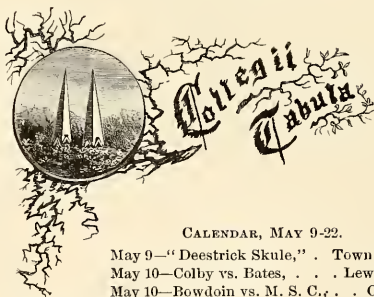 Collegii
Tabula
CALENDAR, MAY 9-22.
May 9—"Deestrick Skule," . Town
May 10—Colby vs. Bates, . . . Lew
May 10—Bowdoin vs. M. S. C., . .